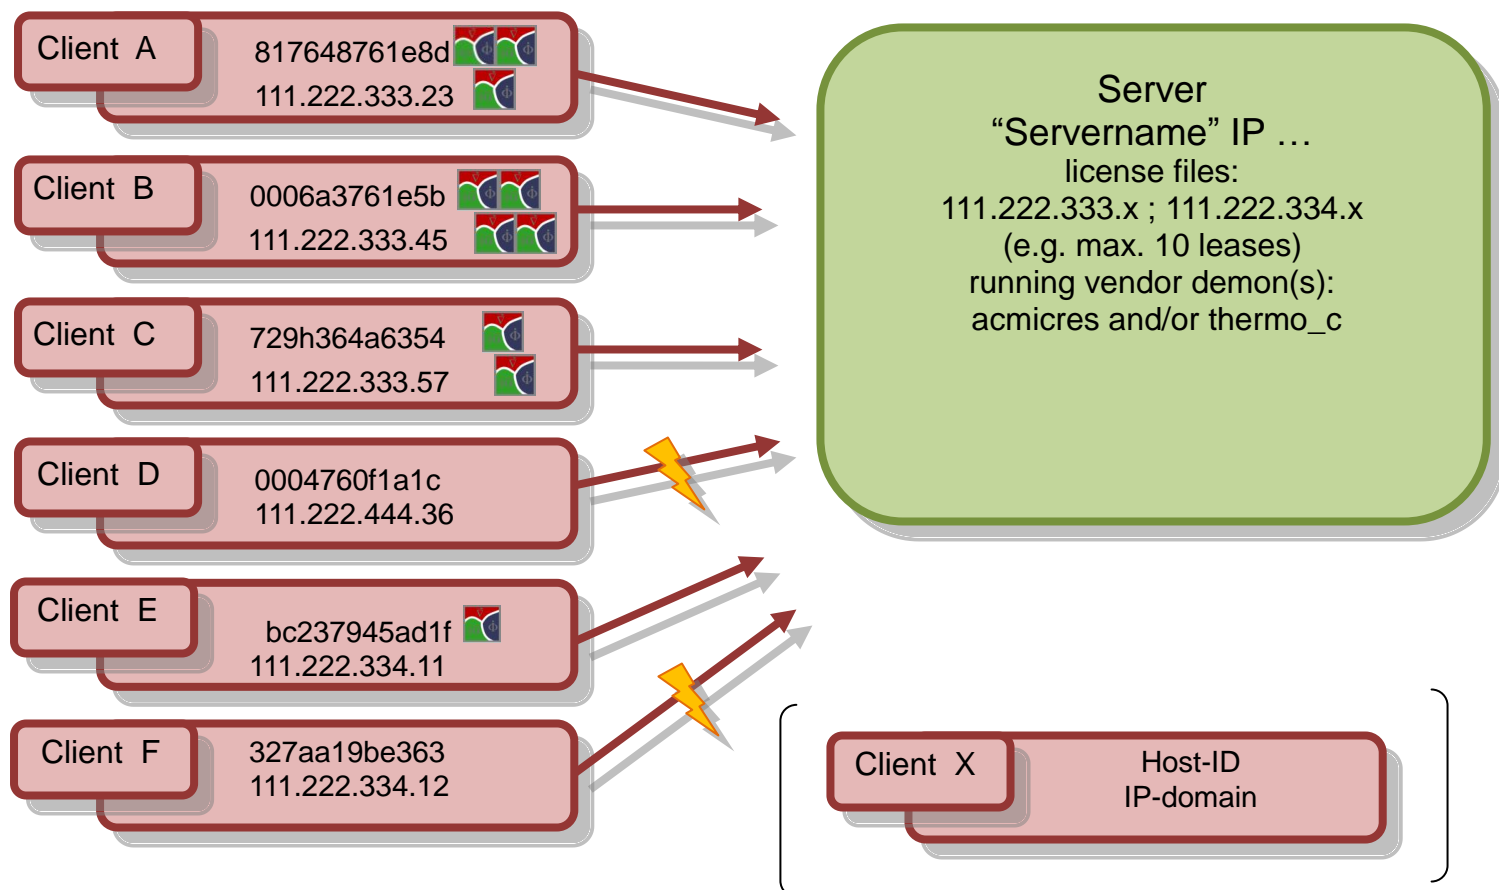 Client A
817648761e8d
111.222.333.23
Client B
0006a3761e5b
111.222.333.45
Client C
729h364a6354
111.222.333.57
Client D
0004760f1a1c
111.222.444.36
Client E
bc237945ad1f
111.222.334.11
Client F
327aa19be363
111.222.334.12
Server
“Servername” IP …
license files:
111.222.333.x ; 111.222.334.x
(e.g. max. 10 leases)
running vendor demon(s):
acmicres and/or thermo_c
Client X
Host-ID
IP-domain